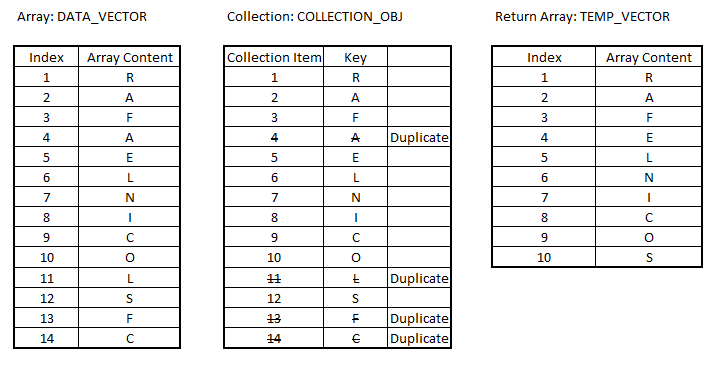 Array: DATA_VECTOR Collection: COLLECTION_OBJ Return Array: TEMP_VECTOR
Index Array Content Collection Item Key Index Array Content
1 R 1 R 1 R
2 A 2 A 2 A
3 F 3 F 3 F
4 A 4 A Duplicate 4 E
5 E 5 E 5 L
6 L 6 L 6 N
7 N 7 N 7 I
8 I 8 I 8 C
9 C 9 C 9 O
10 O 10 O 10 S
11 L 11 L Duplicate
12 S 12 S
13 F 13 F Duplicate
14 C 14 C Duplicate